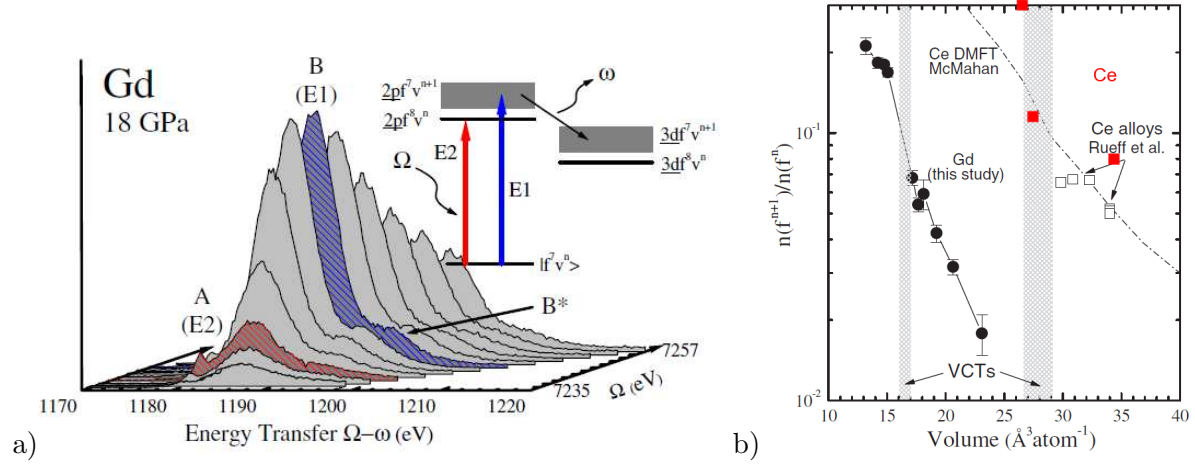 Gd
18 GPa
B
(E1)
A
(E2)
B*
2pf⁷vⁿ⁺¹
2pf⁸vⁿ
ω
3df⁷vⁿ⁺¹
3df⁸vⁿ
Ω
E2
E1
|f⁷vⁿ>
7257
7235
Ω (eV)
1170 1180 1190 1200 1210 1220
Energy Transfer Ω−ω (eV)
a)
n(fⁿ⁺¹)/n(fⁿ)
10⁻¹
10⁻²
Ce DMFT
McMahan
Ce
Ce alloys
Rueff et al.
Gd
(this study)
VCTs
10 15 20 25 30 35 40
Volume (Å³atom⁻¹)
b)